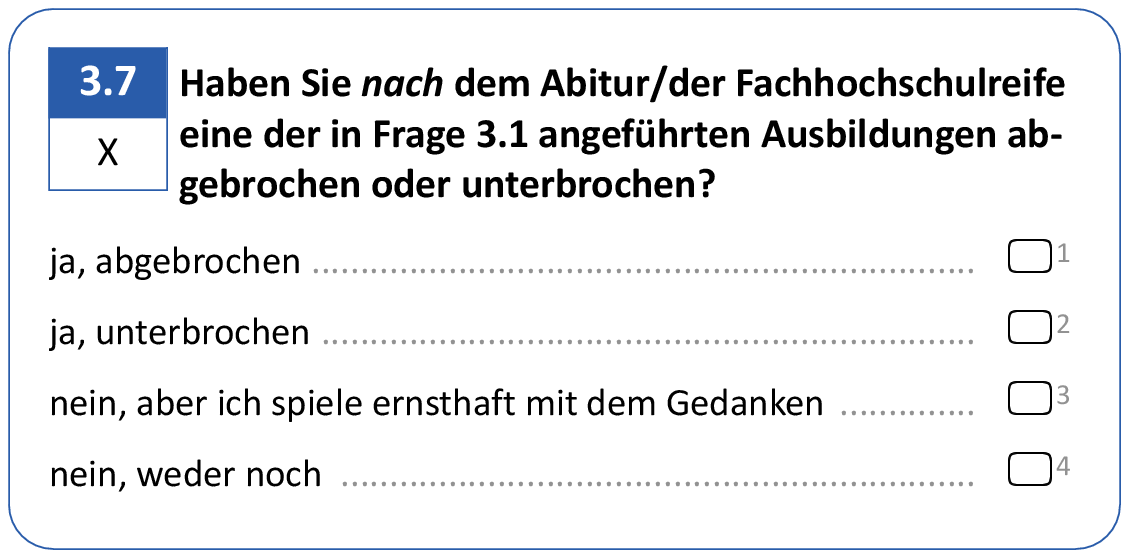 3.7
X
Haben Sie nach dem Abitur/der Fachhochschulreife
eine der in Frage 3.1 angeführten Ausbildungen ab-
gebrochen oder unterbrochen?
ja, abgebrochen ................................................................... 1
ja, unterbrochen .................................................................. 2
nein, aber ich spiele ernsthaft mit dem Gedanken .............. 3
nein, weder noch ................................................................ 4